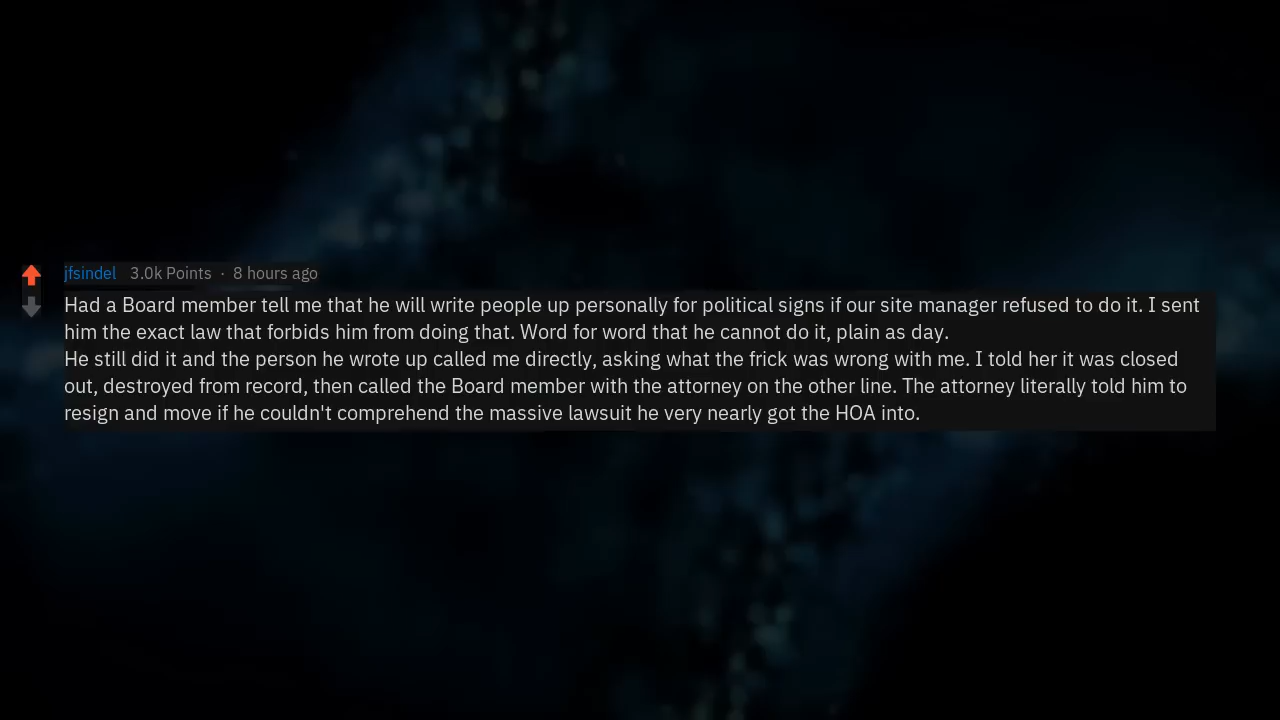 jfsindel 3.0k Points · 8 hours ago
Had a Board member tell me that he will write people up personally for political signs if our site manager refused to do it. I sent
him the exact law that forbids him from doing that. Word for word that he cannot do it, plain as day.
He still did it and the person he wrote up called me directly, asking what the frick was wrong with me. I told her it was closed
out, destroyed from record, then called the Board member with the attorney on the other line. The attorney literally told him to
resign and move if he couldn't comprehend the massive lawsuit he very nearly got the HOA into.